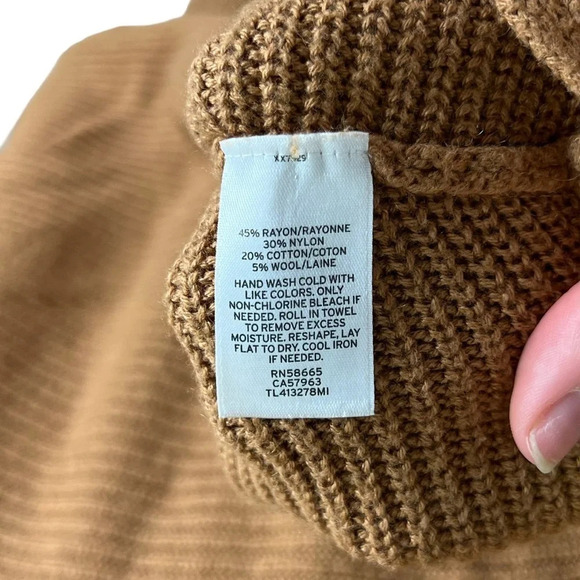 45% RAYON/RAYONNE
30% NYLON
20% COTTON/COTON
5% WOOL/LAINE
HAND WASH COLD WITH
LIKE COLORS. ONLY
NON-CHLORINE BLEACH IF
NEEDED. ROLL IN TOWEL
TO REMOVE EXCESS
MOISTURE. RESHAPE, LAY
FLAT TO DRY. COOL IRON
IF NEEDED.
RN58665
CA57963
TL413278MI